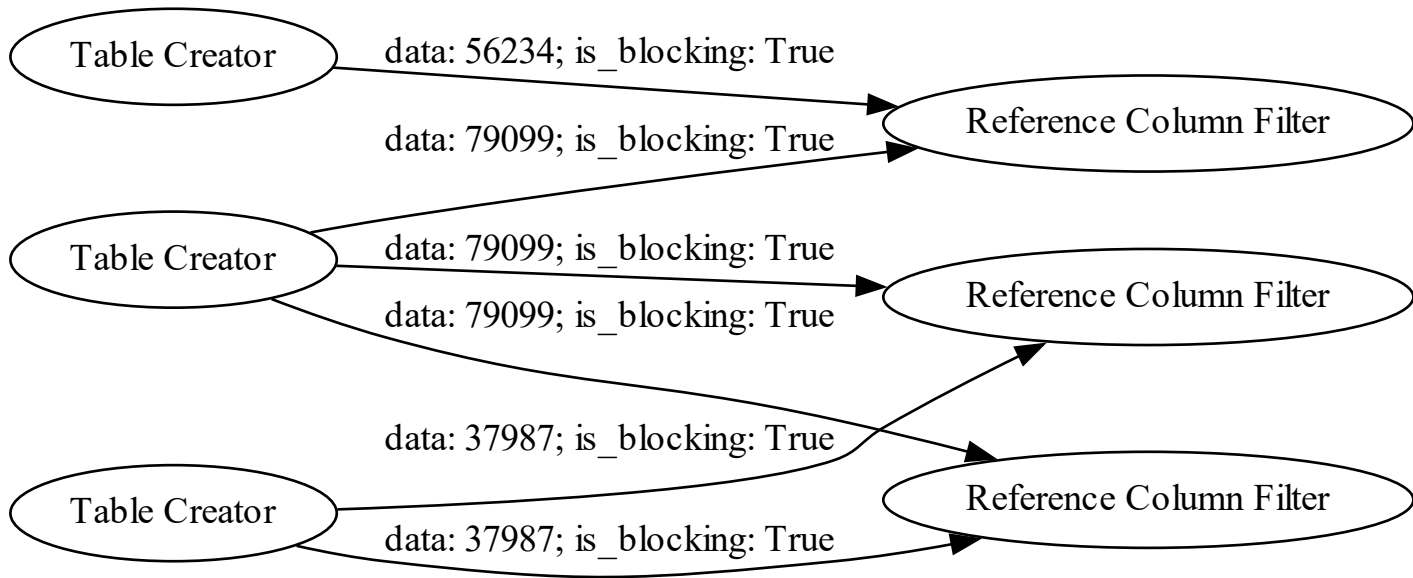 Table Creator
data: 56234; is_blocking: True
Reference Column Filter
data: 79099; is_blocking: True
Table Creator
data: 79099; is_blocking: True
Reference Column Filter
data: 79099; is_blocking: True
data: 37987; is_blocking: True
Table Creator
Reference Column Filter
data: 37987; is_blocking: True